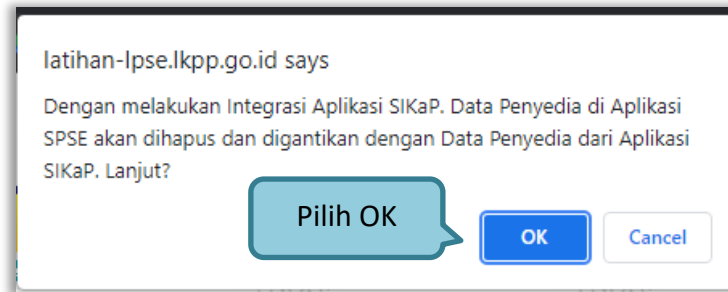 latihan-lpse.lkpp.go.id says
Dengan melakukan Integrasi Aplikasi SIKaP. Data Penyedia di Aplikasi
SPSE akan dihapus dan digantikan dengan Data Penyedia dari Aplikasi
SIKaP. Lanjut?
Pilih OK
OK
Cancel